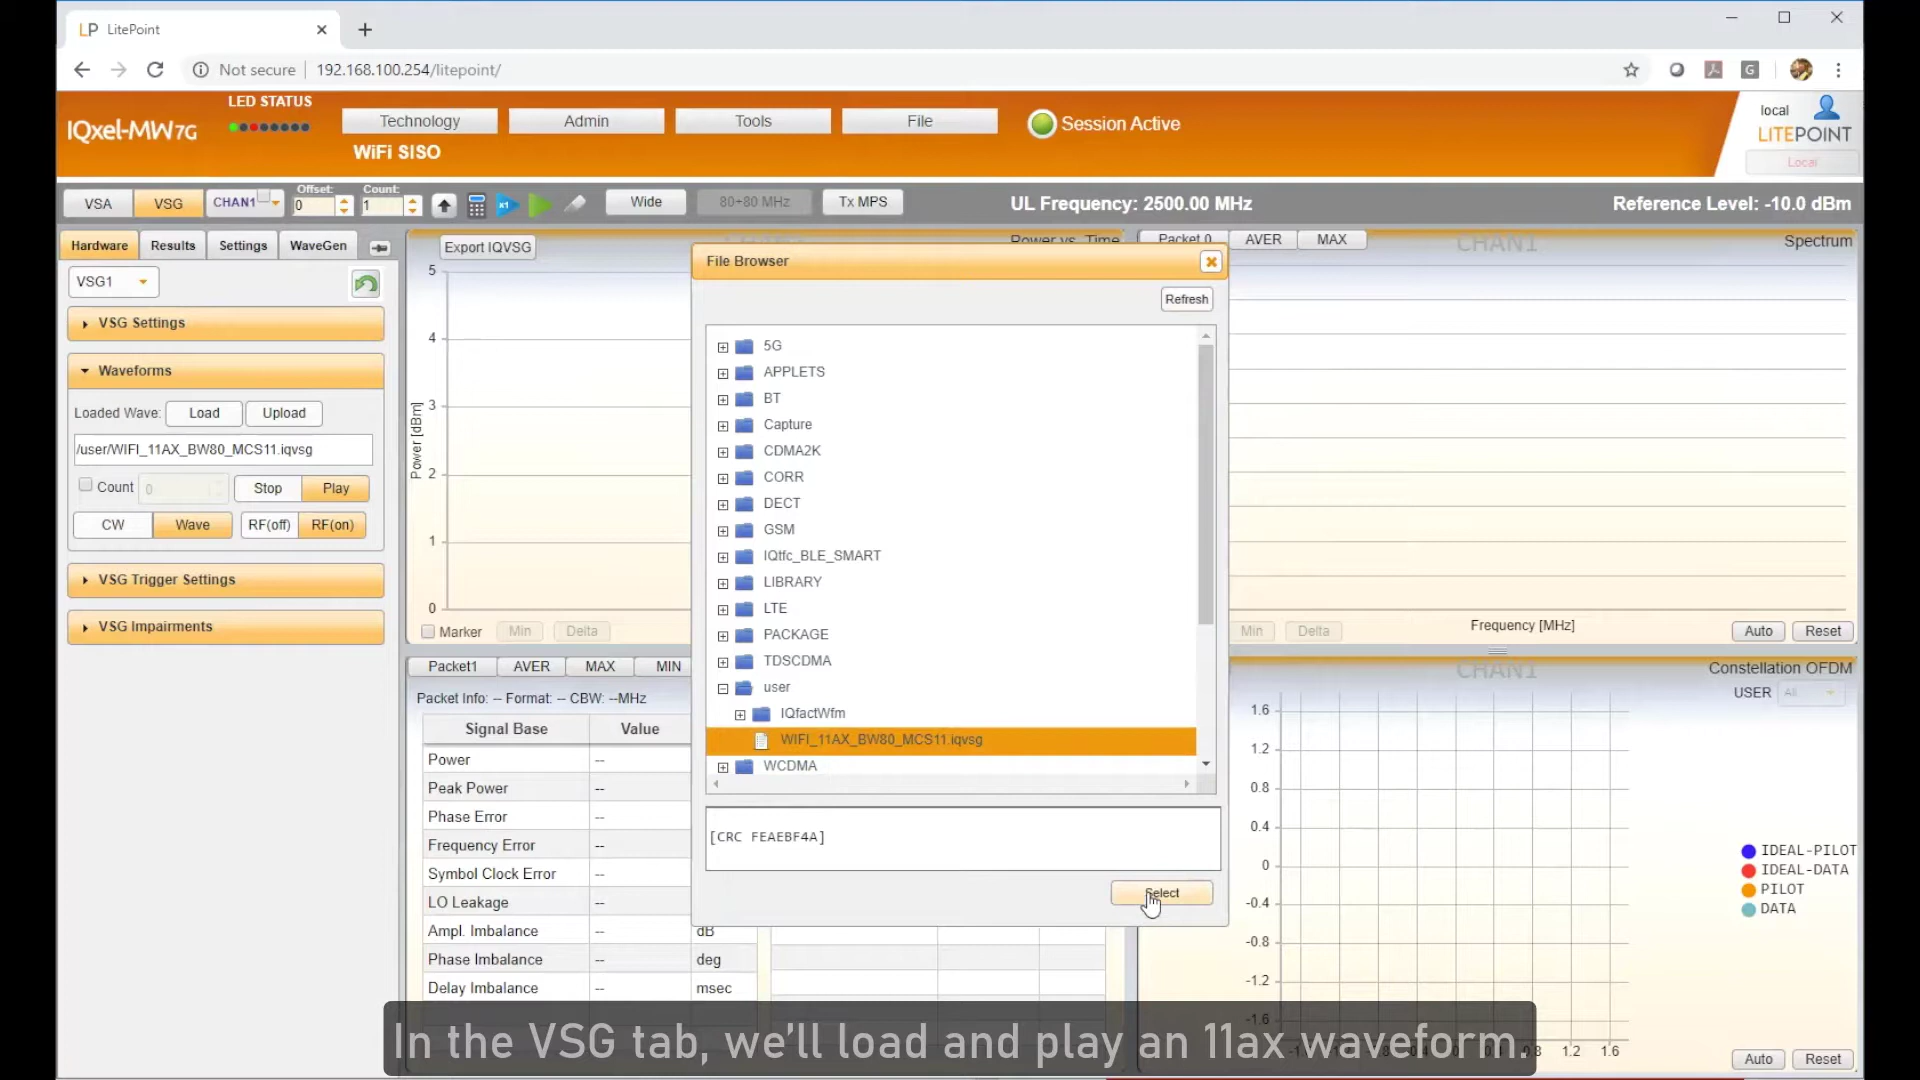 LP LitePoint
Not secure 192.168.100.254/litepoint/
LED STATUS
IQxel-MW7G
Technology Admin Tools File
Session Active
WiFi SISO
local
LITEPOINT
Local
VSA VSG CHAN1 Offset: 0 Count: 1 x1 Wide 80+80 MHz Tx MPS UL Frequency: 2500.00 MHz Reference Level: -10.0 dBm
Hardware Results Settings WaveGen
VSG1
VSG Settings
Waveforms
Loaded Wave: Load Upload
/user/WIFI_11AX_BW80_MCS11.iqvsg
Count 0 Stop Play
CW Wave RF(off) RF(on)
VSG Trigger Settings
VSG Impairments
Export IQVSG
Power vs. Time
5
4
3
2
1
0
Power [dBm]
Marker Min Delta
File Browser
Refresh
5G
APPLETS
BT
Capture
CDMA2K
CORR
DECT
GSM
IQtfc_BLE_SMART
LIBRARY
LTE
PACKAGE
TDSCDMA
user
IQfactWfm
WIFI_11AX_BW80_MCS11.iqvsg
WCDMA
[CRC FEAEBF4A]
Select
Packet 0 AVER MAX CHAN1 Spectrum
Frequency [MHz]
Min Delta Auto Reset
Packet1 AVER MAX MIN
Packet Info: -- Format: -- CBW: --MHz
Signal Base Value
Power --
Peak Power --
Phase Error --
Frequency Error --
Symbol Clock Error --
LO Leakage --
Ampl. Imbalance -- dB
Phase Imbalance -- deg
Delay Imbalance -- msec
CHAN1 Constellation OFDM
USER All
1.6
1.2
0.8
0.4
0
-0.4
-0.8
-1.2
-1.6
0.8 1.2 1.6
IDEAL-PILOT
IDEAL-DATA
PILOT
DATA
Auto Reset
In the VSG tab, we'll load and play an 11ax waveform.